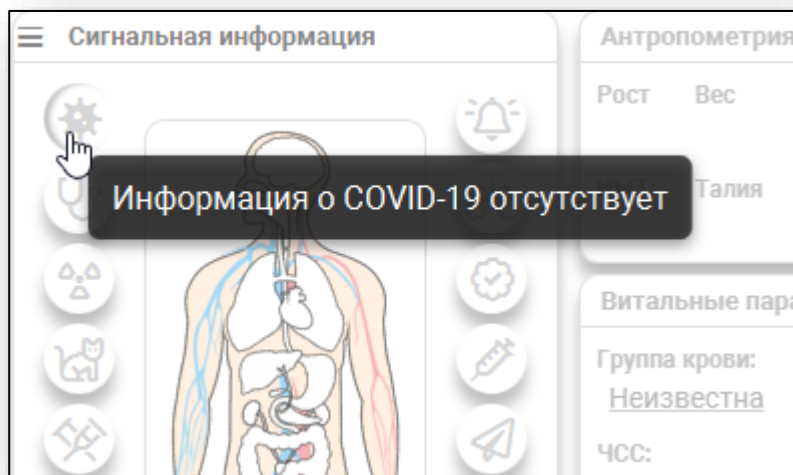 Сигнальная информация
Антропометрия
Рост Вес
Информация о COVID-19 отсутствует
Талия
Витальные пара
Группа крови:
Неизвестна
ЧСС: